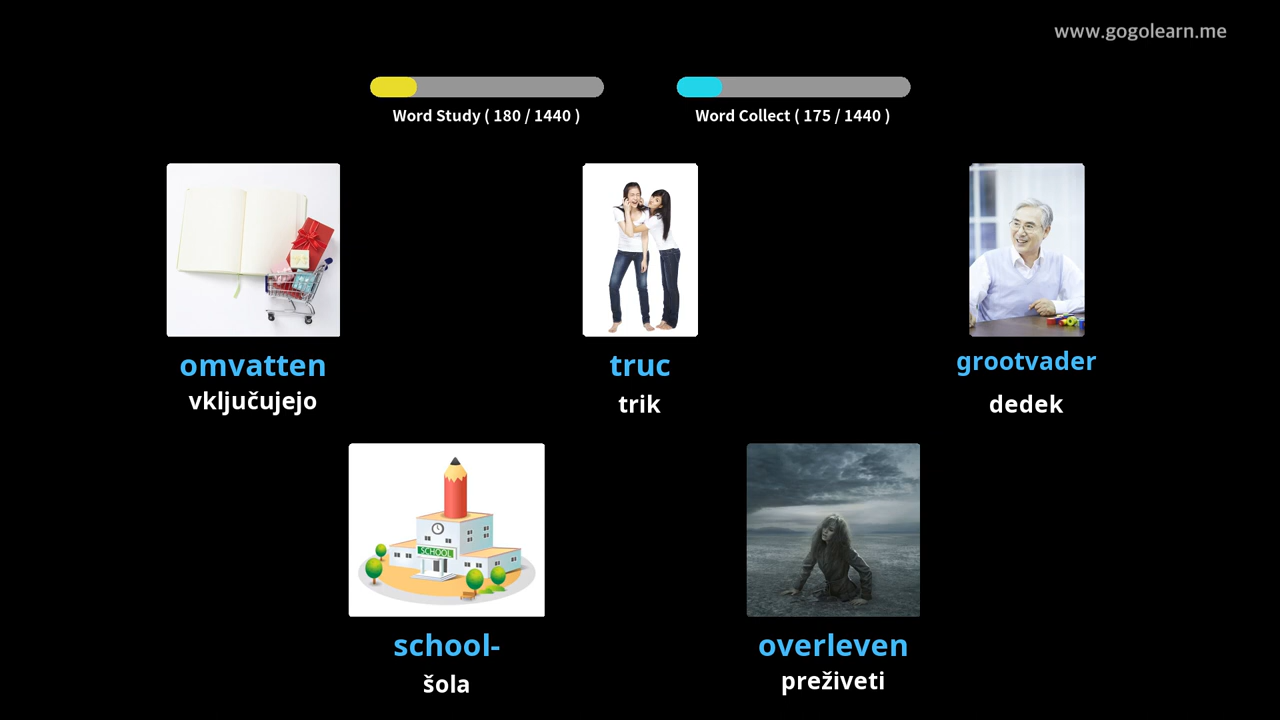 www.gogolearn.me
Word Study ( 180 / 1440 )
Word Collect ( 175 / 1440 )
omvatten
vključujejo
truc
trik
grootvader
dedek
SCHOOL
school-
šola
overleven
preživeti